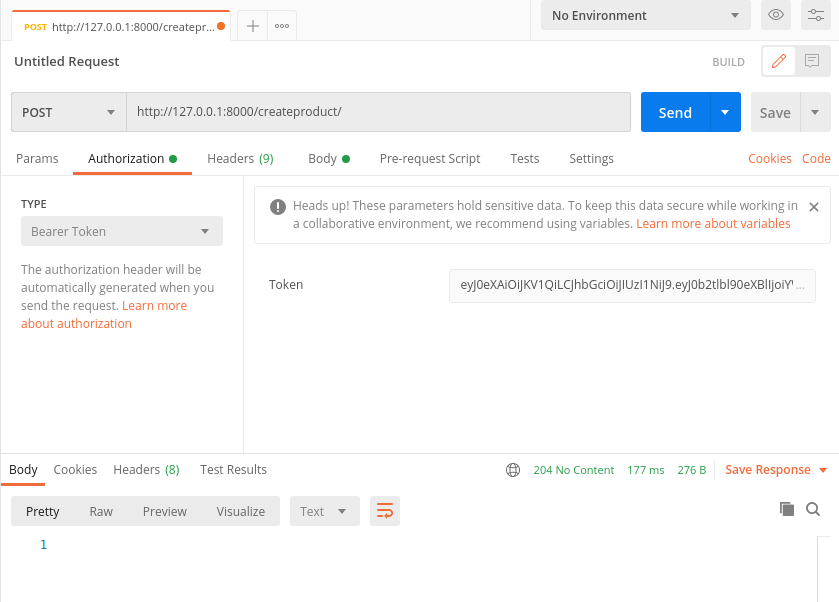 POST http://127.0.0.1:8000/createpr...
No Environment
Untitled Request
BUILD
POST
http://127.0.0.1:8000/createproduct/
Send
Save
Params Authorization Headers (9) Body Pre-request Script Tests Settings Cookies Code
TYPE
Bearer Token
The authorization header will be
automatically generated when you
send the request. Learn more
about authorization
Heads up! These parameters hold sensitive data. To keep this data secure while working in
a collaborative environment, we recommend using variables. Learn more about variables
Token
Body Cookies Headers (8) Test Results
204 No Content 177 ms 276 B Save Response
Pretty Raw Preview Visualize Text
1